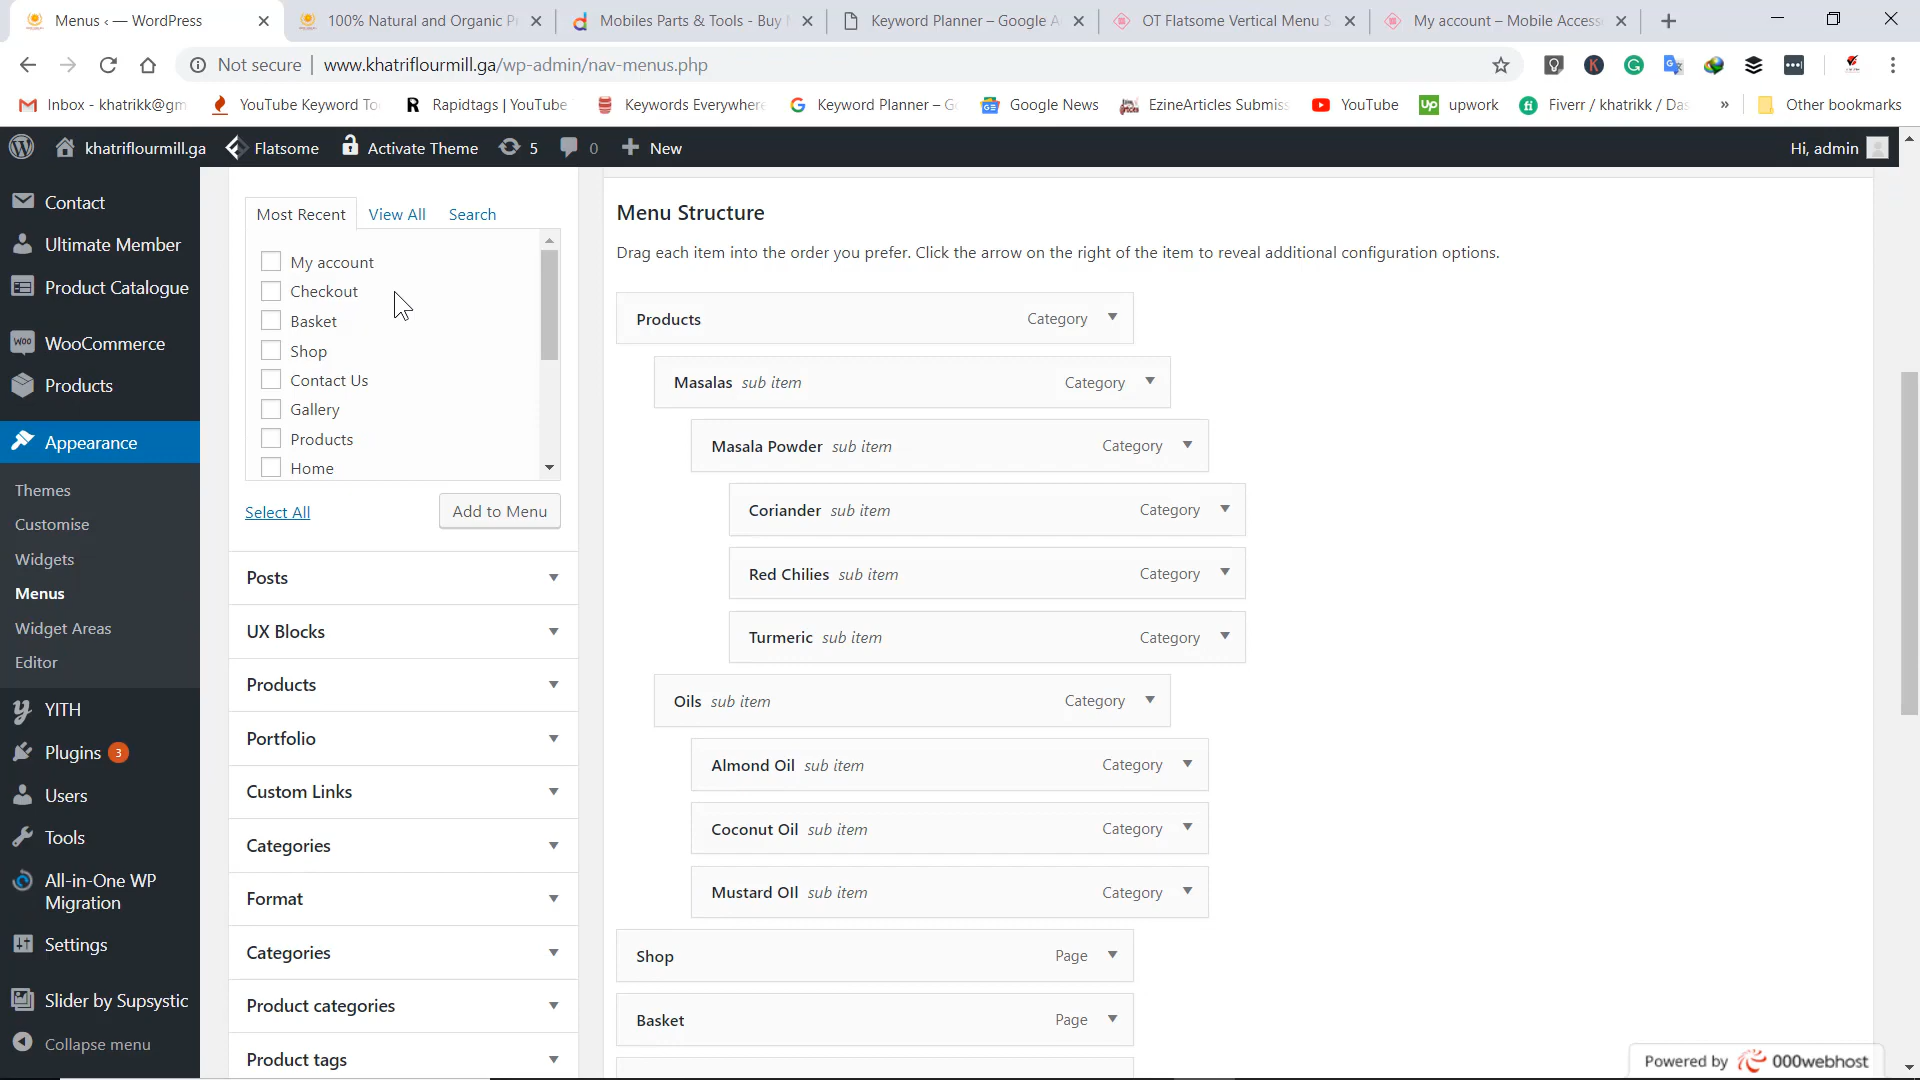 Menus ‹ — WordPress
100% Natural and Organic P
Mobiles Parts & Tools - Buy
Keyword Planner – Google A
OT Flatsome Vertical Menu S
My account – Mobile Access
Not secure
www.khatriflourmill.ga/wp-admin/nav-menus.php
Inbox - khatrikk@gm
YouTube Keyword To
Rapidtags | YouTube
Keywords Everywhere
Keyword Planner – G
Google News
EzineArticles Submiss
YouTube
upwork
Fiverr / khatrikk / Das
»
Other bookmarks
khatriflourmill.ga
Flatsome
Activate Theme
5
0
New
Hi, admin
Contact
Ultimate Member
Product Catalogue
WooCommerce
Products
Appearance
Themes
Customise
Widgets
Menus
Widget Areas
Editor
YITH
Plugins 3
Users
Tools
All-in-One WP
Migration
Settings
Slider by Supsystic
Collapse menu
Most Recent
View All
Search
My account
Checkout
Basket
Shop
Contact Us
Gallery
Products
Home
Select All
Add to Menu
Posts
UX Blocks
Products
Portfolio
Custom Links
Categories
Format
Categories
Product categories
Product tags
Menu Structure
Drag each item into the order you prefer. Click the arrow on the right of the item to reveal additional configuration options.
Products Category
Masalas sub item Category
Masala Powder sub item Category
Coriander sub item Category
Red Chilies sub item Category
Turmeric sub item Category
Oils sub item Category
Almond Oil sub item Category
Coconut Oil sub item Category
Mustard OIl sub item Category
Shop Page
Basket Page
Powered by 000webhost